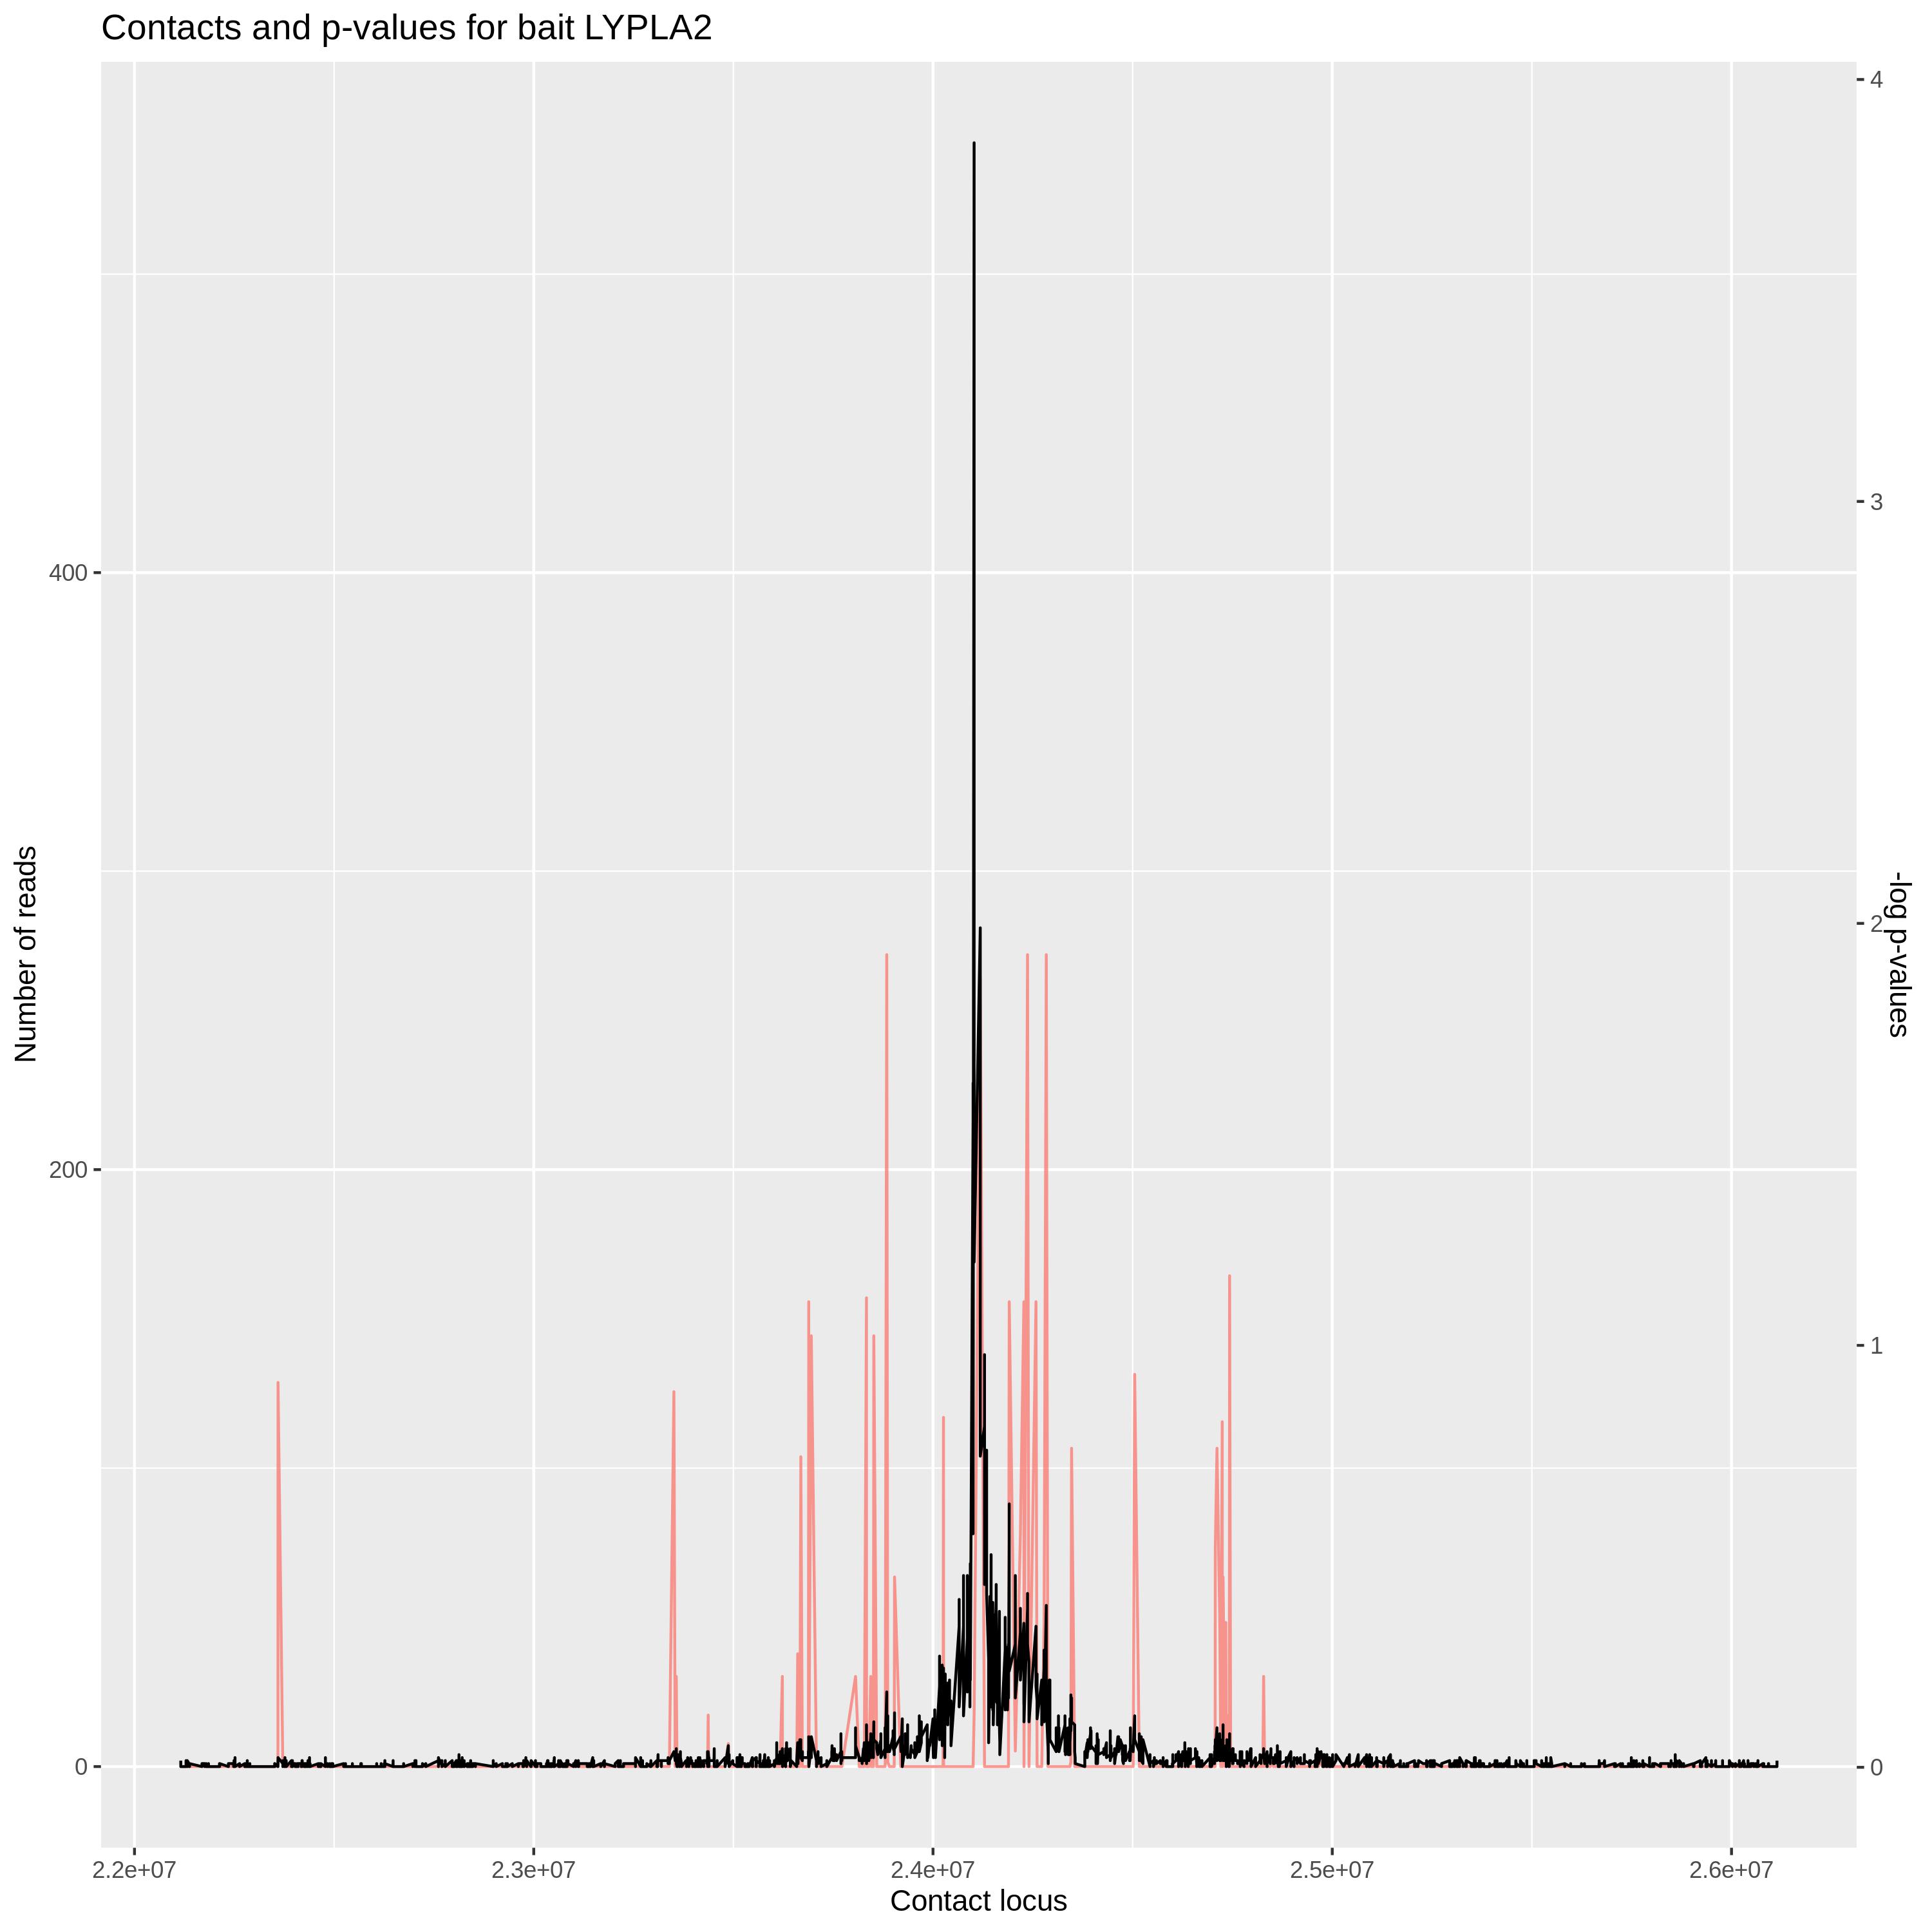 Contacts and p-values for bait LYPLA2
Number of reads
400
200
0
4
3
2
1
0
-log p-values
2.2e+07
2.3e+07
2.4e+07
2.5e+07
2.6e+07
Contact locus